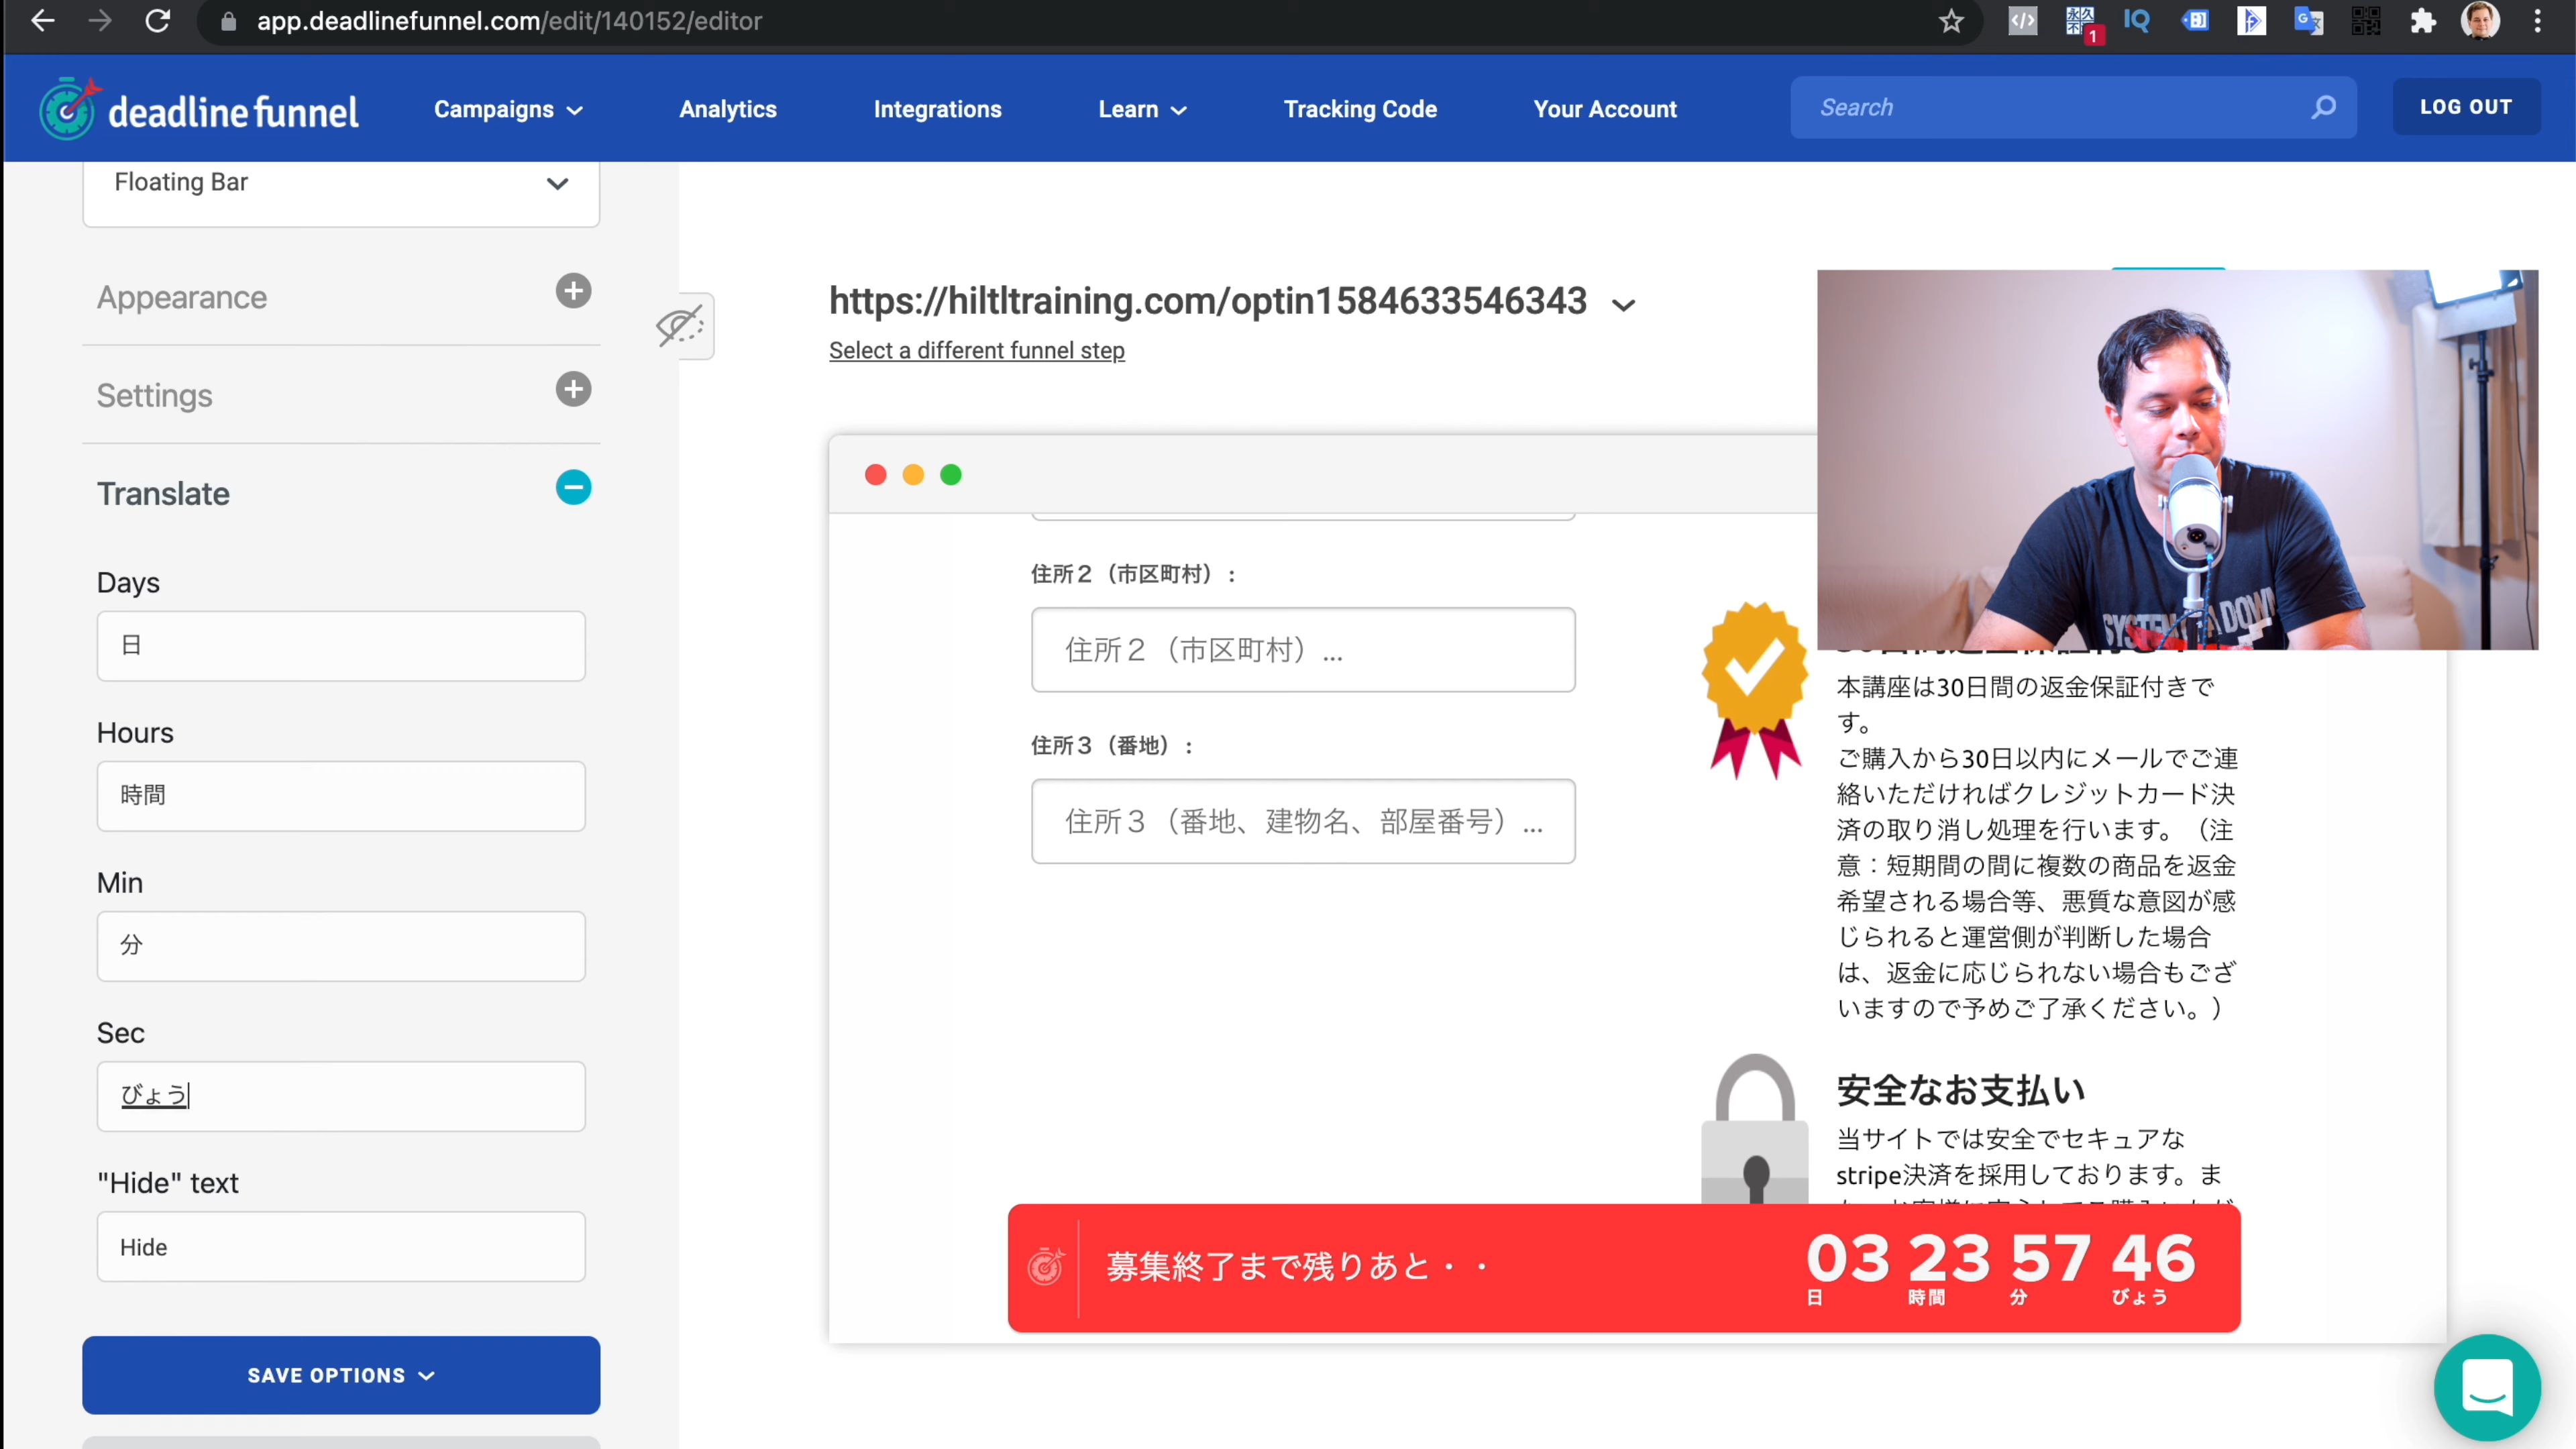 app.deadlinefunnel.com/edit/140152/editor
1
IQ
deadline funnel
Campaigns
Analytics
Integrations
Learn
Tracking Code
Your Account
Search
LOG OUT
Floating Bar
Appearance
Settings
Translate
Days
日
Hours
時間
Min
分
Sec
びょう
"Hide" text
Hide
SAVE OPTIONS
https://hiltltraining.com/optin1584633546343
Select a different funnel step
住所２（市区町村）:
住所２（市区町村）...
住所３（番地）:
住所３（番地、建物名、部屋番号）...
本講座は30日間の返金保証付きで
す。
ご購入から30日以内にメールでご連
絡いただければクレジットカード決
済の取り消し処理を行います。（注
意：短期間の間に複数の商品を返金
希望される場合等、悪質な意図が感
じられると運営側が判断した場合
は、返金に応じられない場合もござ
いますので予めご了承ください。）
安全なお支払い
当サイトでは安全でセキュアな
stripe決済を採用しております。ま
募集終了まで残りあと・・
03 23 57 46
日 時間 分 びょう